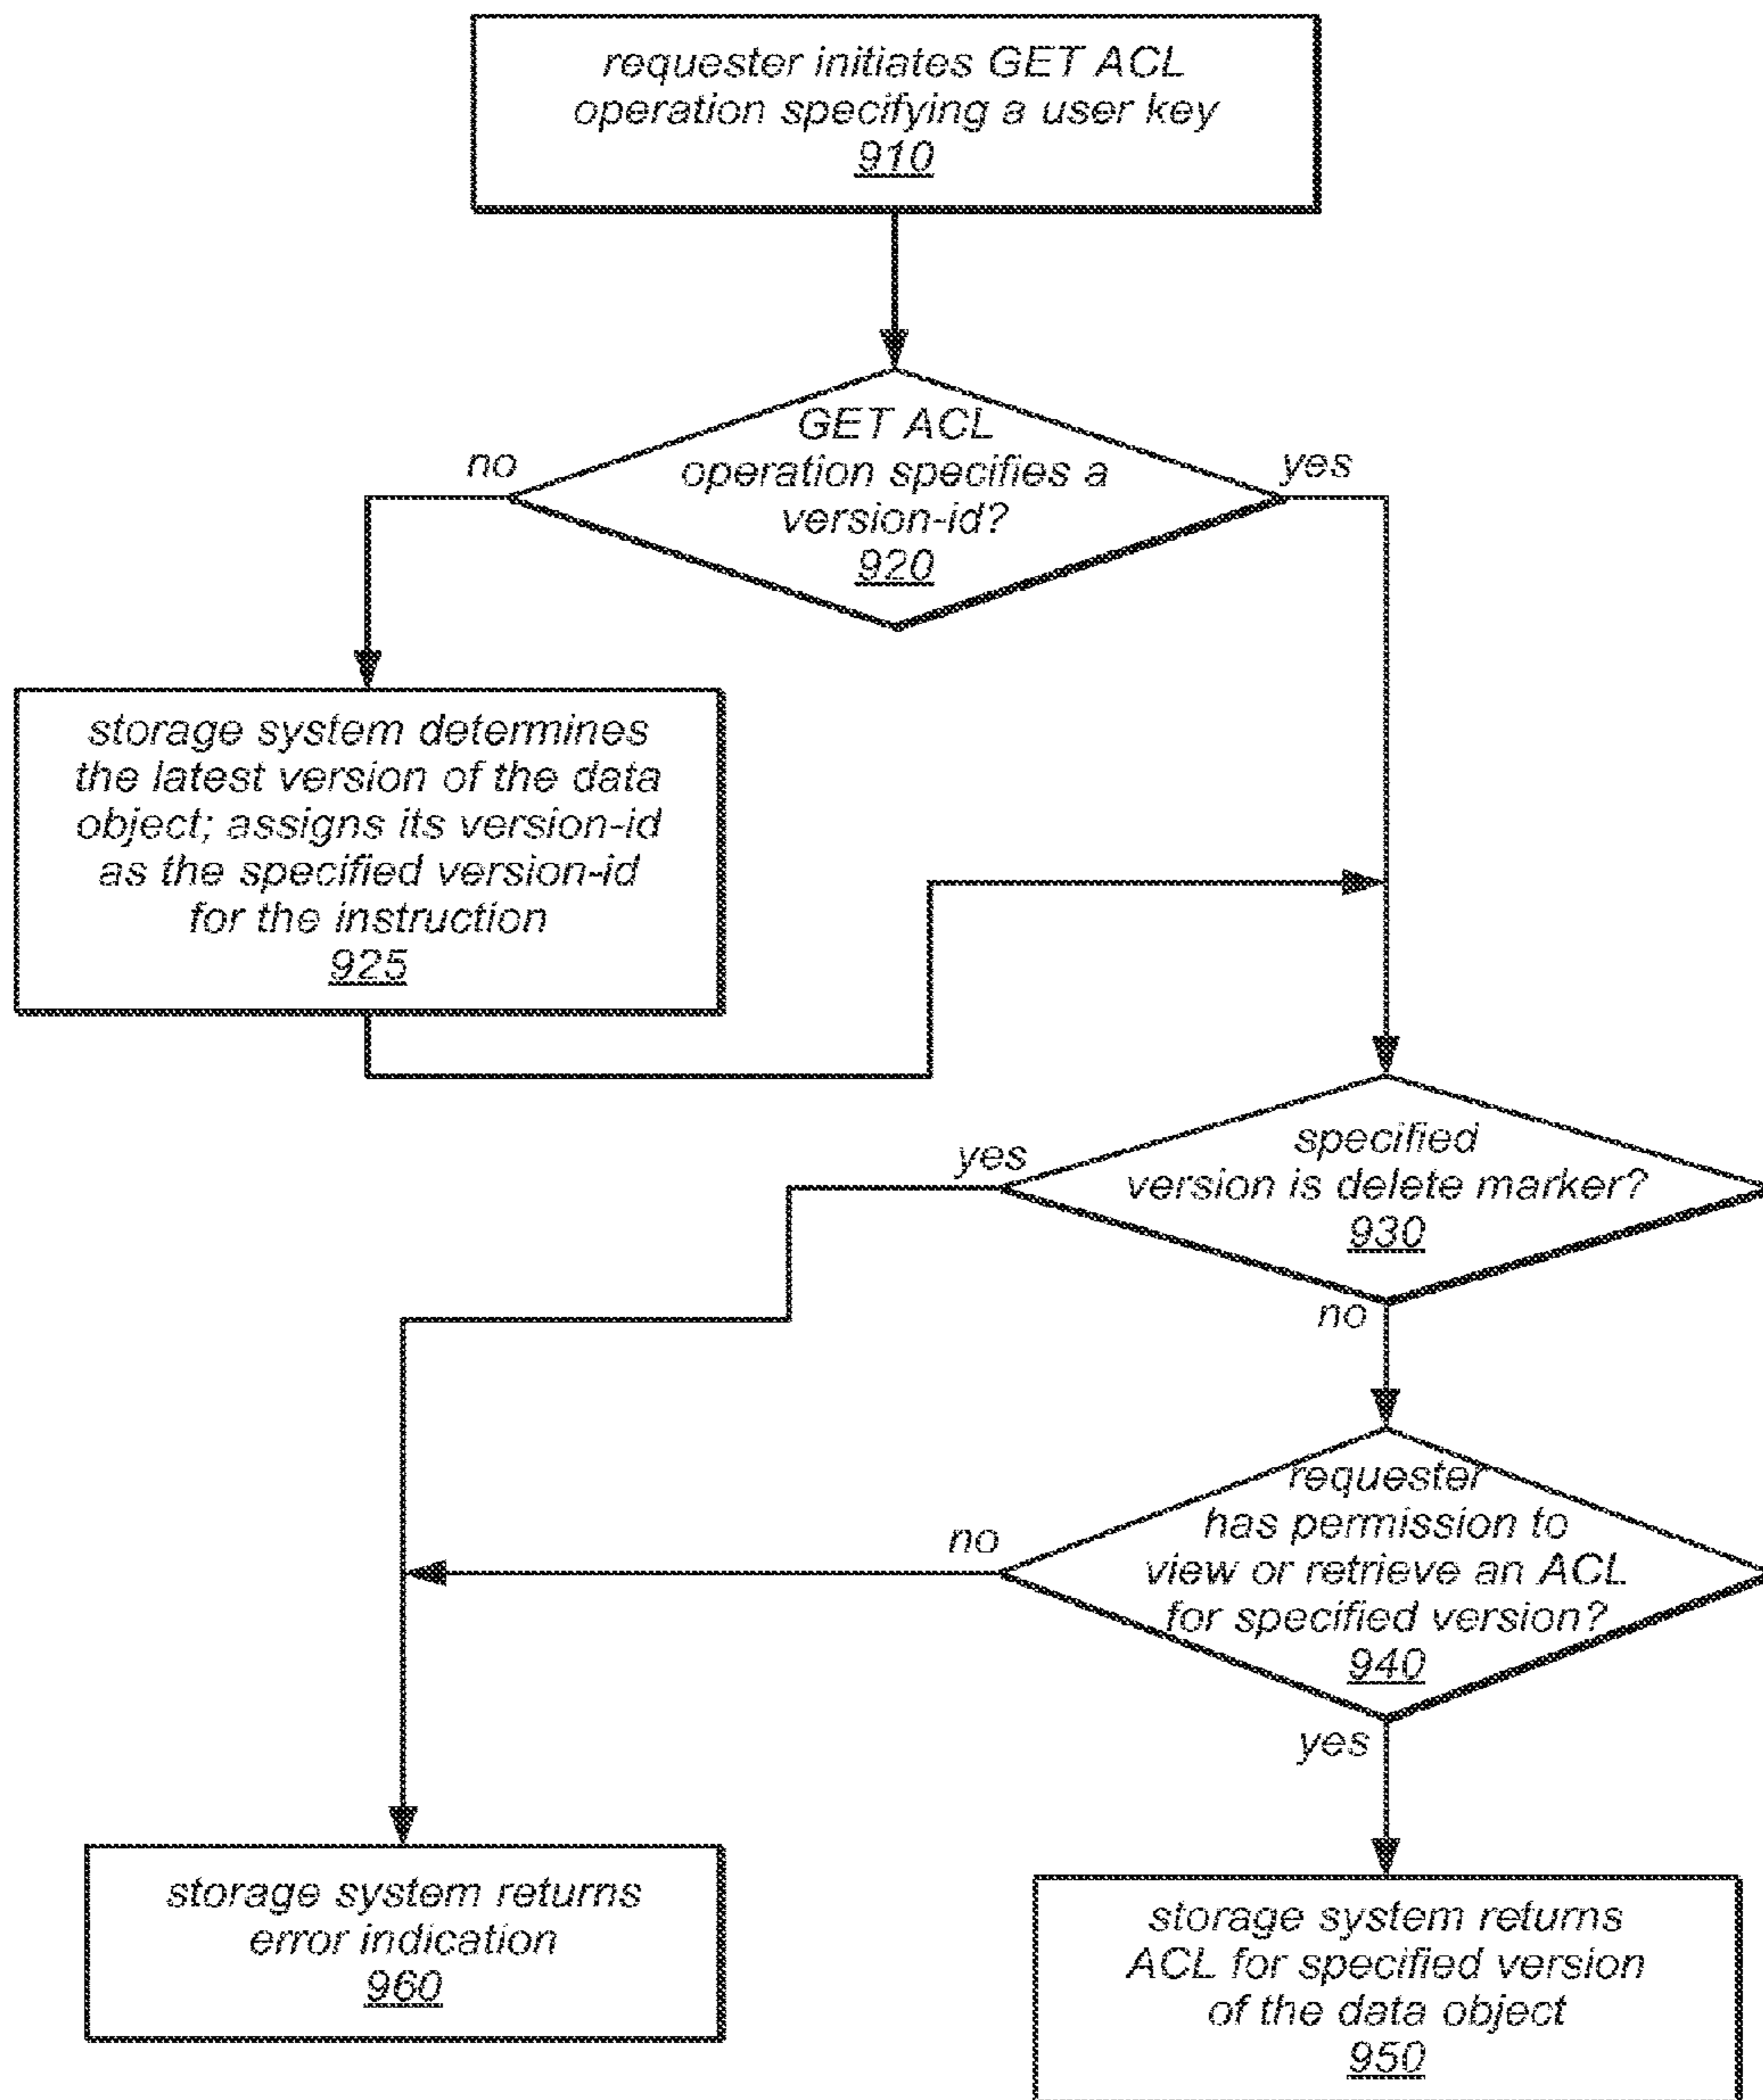 requester initiates GET ACL
operation specifying a user key
910
GET ACL
operation specifies a
version-id?
920
no
yes
storage system determines
the latest version of the data
object; assigns its version-id
as the specified version-id
for the instruction
925
specified
version is delete marker?
930
yes
no
requester
has permission to
view or retrieve an ACL
for specified version?
940
no
yes
storage system returns
error indication
960
storage system returns
ACL for specified version
of the data object
950